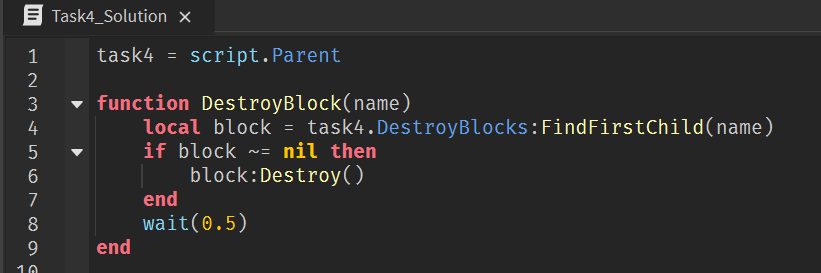 Task4_Solution ×
1 task4 = script.Parent
2
3 function DestroyBlock(name)
4 local block = task4.DestroyBlocks:FindFirstChild(name)
5 if block ~= nil then
6 block:Destroy()
7 end
8 wait(0.5)
9 end
10